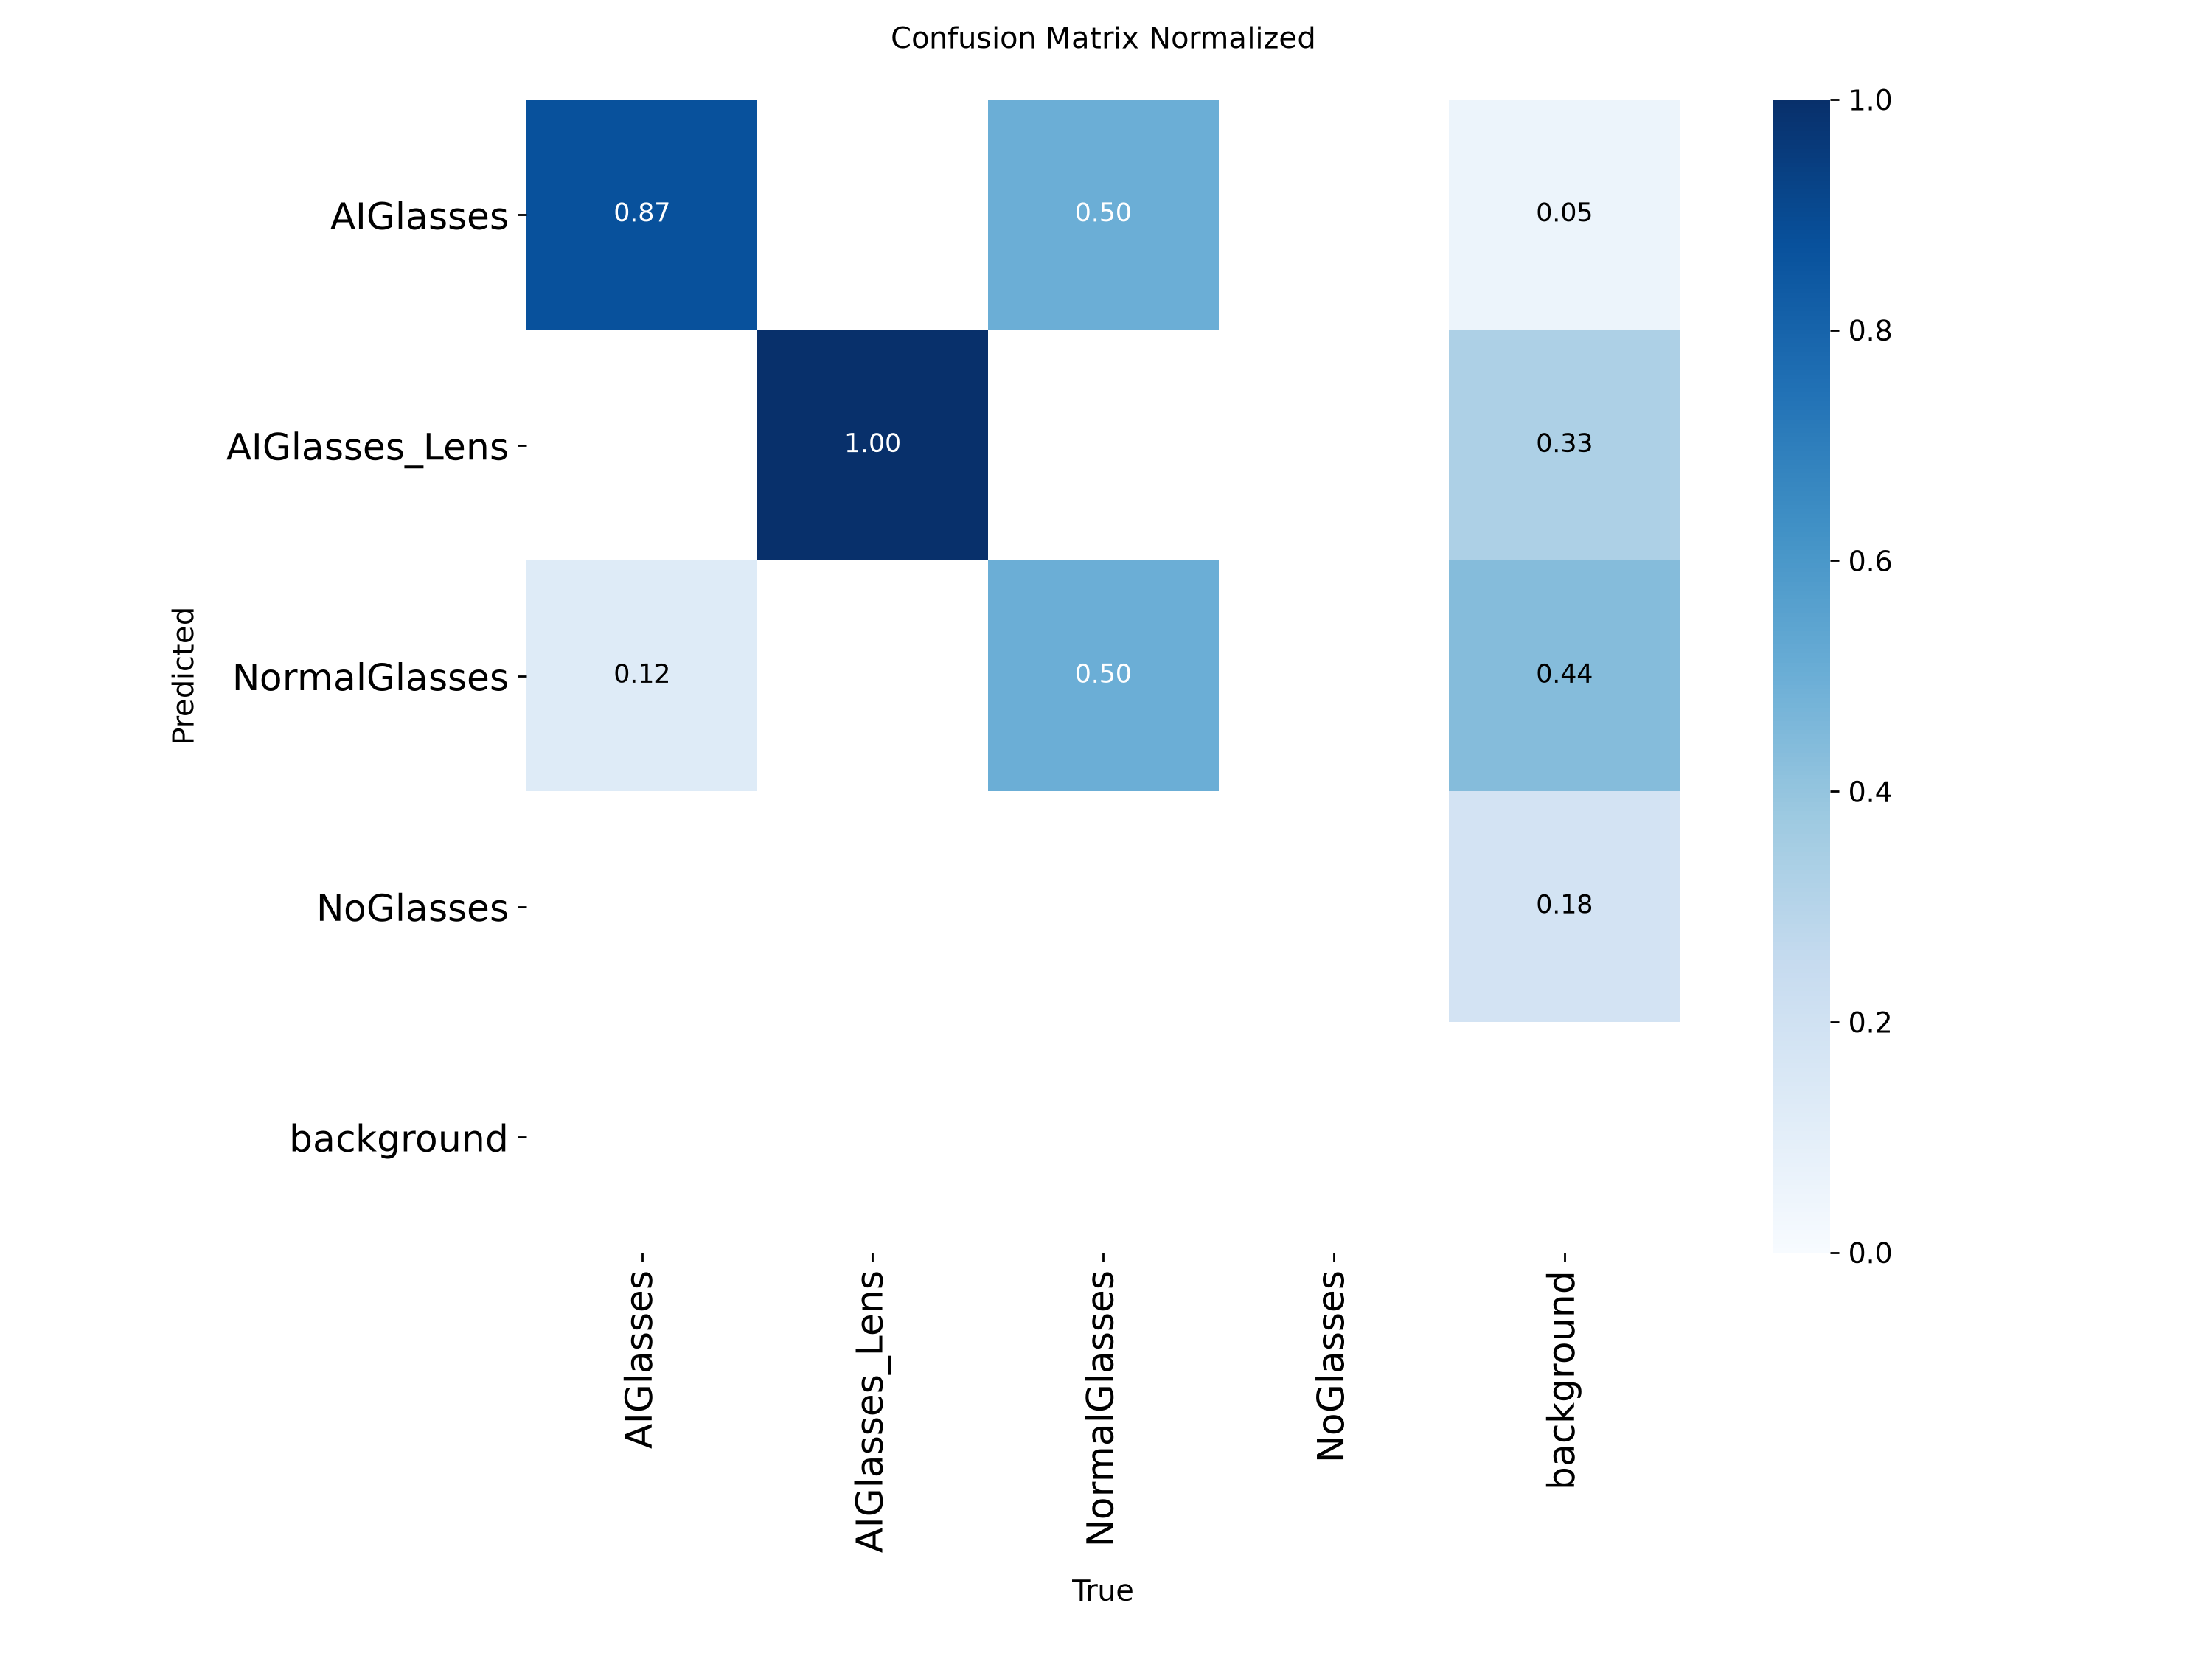 Confusion Matrix Normalized
AIGlasses
0.87
0.50
0.05
1.0
AIGlasses_Lens
1.00
0.33
0.8
NormalGlasses
0.12
0.50
0.44
0.6
NoGlasses
0.18
0.4
background
0.2
0.0
Predicted
AIGlasses
AIGlasses_Lens
NormalGlasses
NoGlasses
background
True